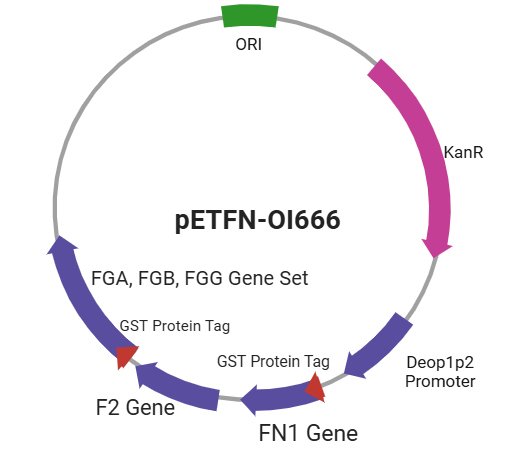 ORI
KanR
pETFN-OI666
FGA, FGB, FGG Gene Set
GST Protein Tag
GST Protein Tag
Deop1p2
Promoter
F2 Gene
FN1 Gene